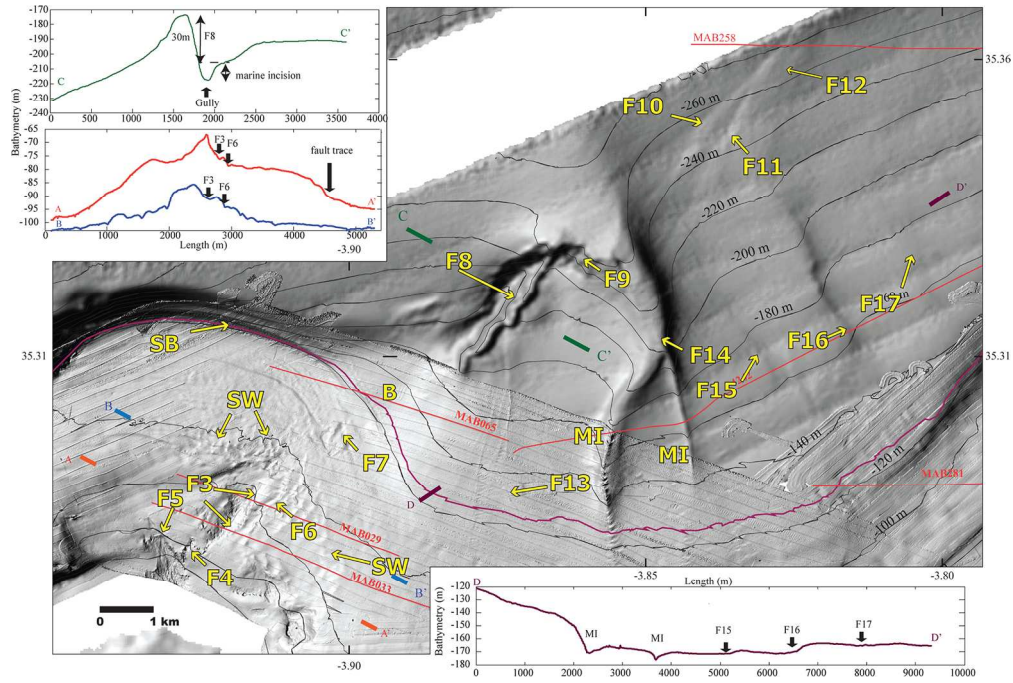 -170
-180
-190
-200
-210
-220
-230
Bathymetry (m)
C
C'
30m
F8
marine incision
Gully
0 500 1000 1500 2000 2500 3000 3500 4000
-65
-70
-75
-80
-85
-90
-95
-100
Bathymetry (m)
F3
F6
fault trace
F3
F6
A
A'
B
B'
0 1000 2000 3000 4000 5000
Length (m)
-3.90
MAB258
35.36
F12
F10
-260 m
F11
-240 m
-220 m
D'
C
-200 m
F8
F9
F17
-180 m
F16
SB
35.31
C'
F14
35.31
F15
B
SW
B
MAB065
MI
MI
-140 m
F7
A
-120 m
MAB281
F3
F13
F5
D
F6
-100 m
MAB029
SW
F4
MAB033
B'
0 1 km
A'
-3.90
-3.85
-3.80
D
Length (m)
-120
-130
-140
-150
-160
-170
-180
Bathymetry (m)
MI
MI
F15
F16
F17
D'
0 1000 2000 3000 4000 5000 6000 7000 8000 9000 10000